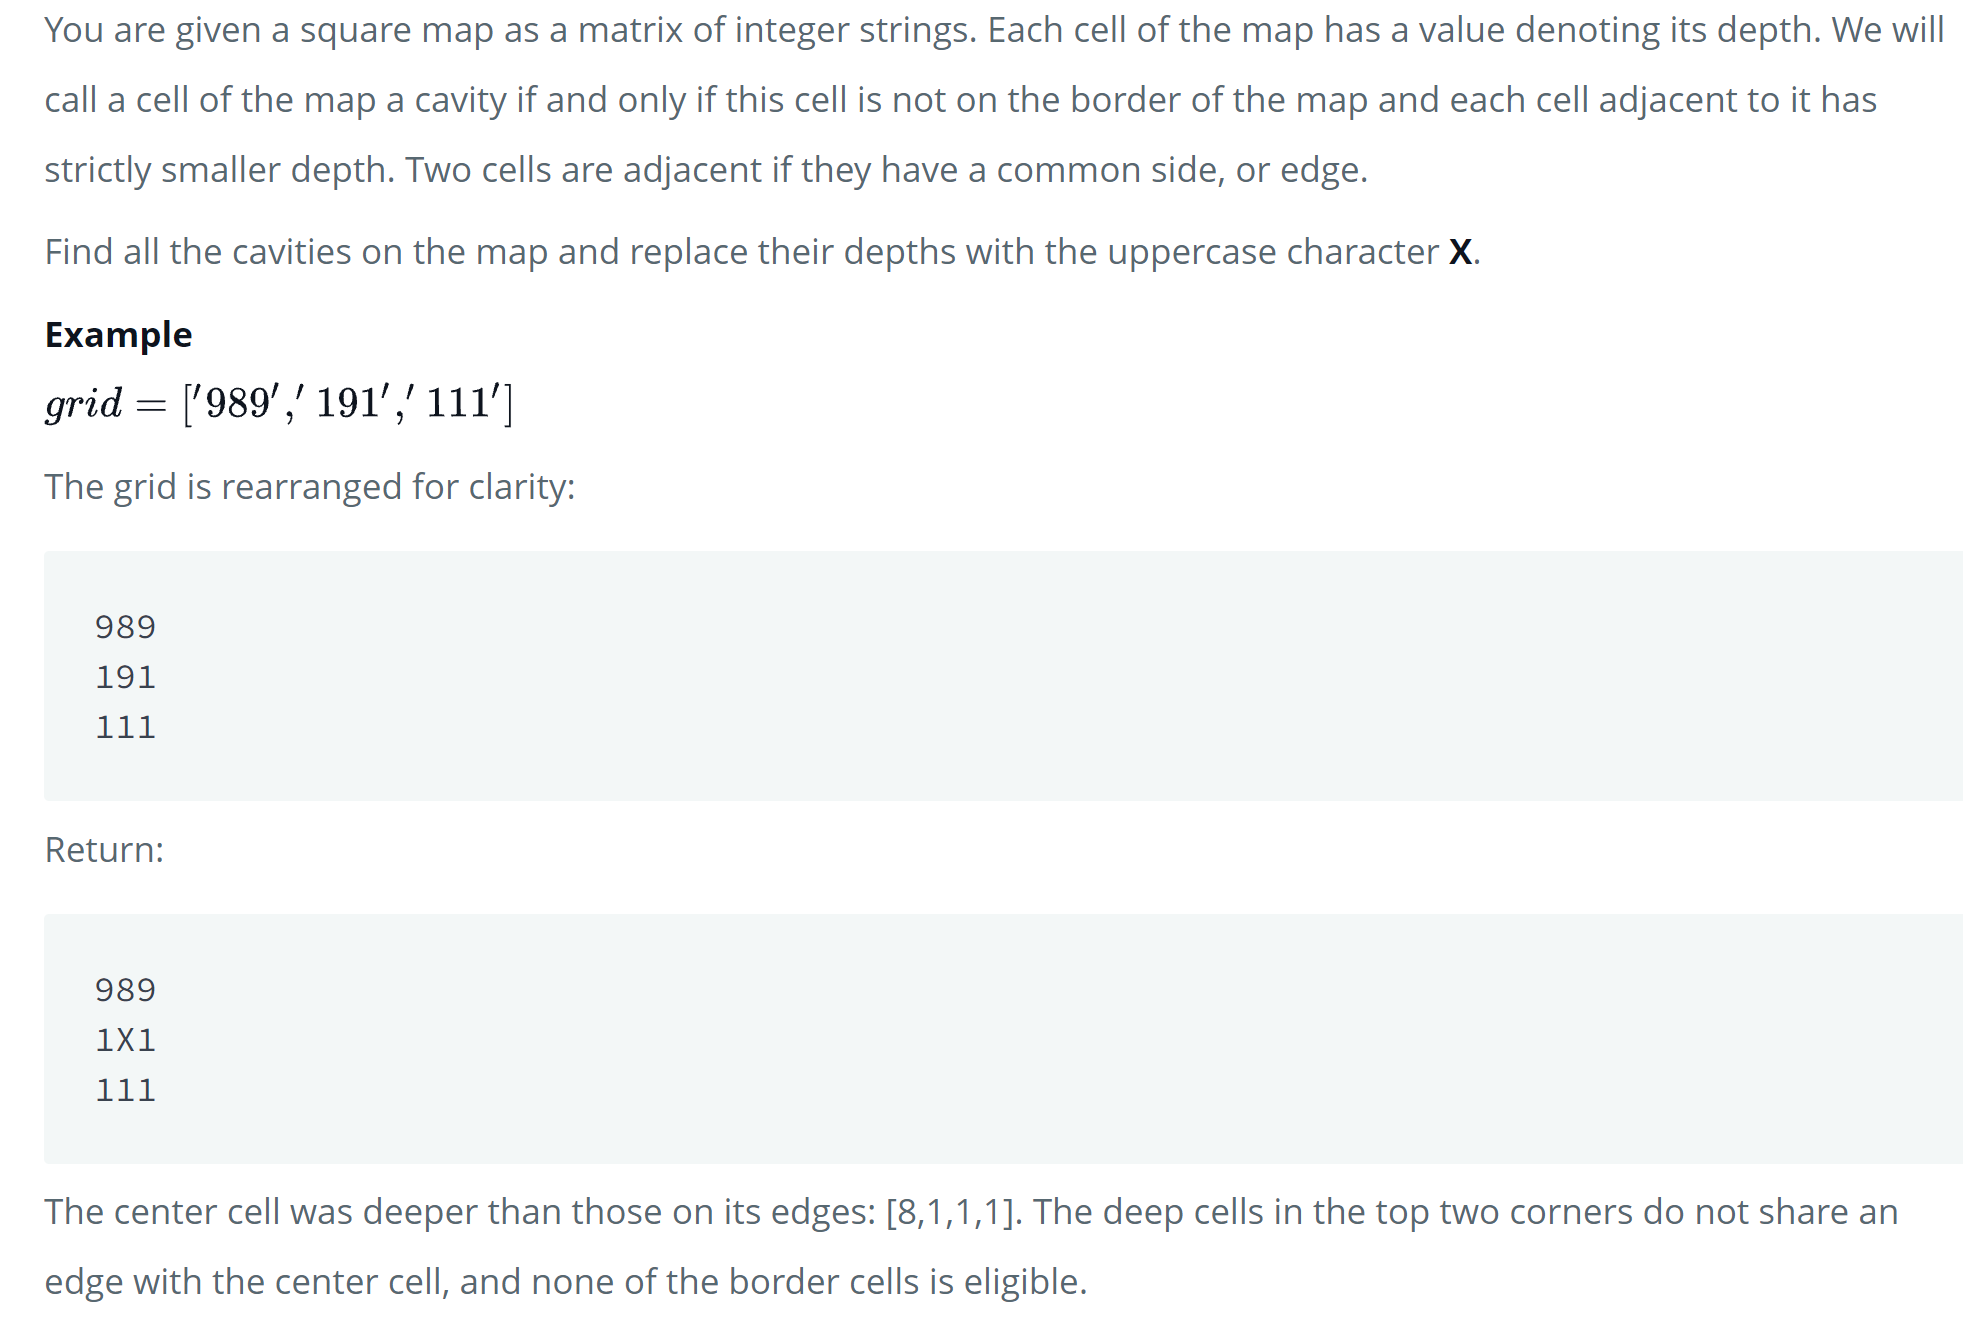 You are given a square map as a matrix of integer strings. Each cell of the map has a value denoting its depth. We will
call a cell of the map a cavity if and only if this cell is not on the border of the map and each cell adjacent to it has
strictly smaller depth. Two cells are adjacent if they have a common side, or edge.
Find all the cavities on the map and replace their depths with the uppercase character X.
Example
grid = ['989','191','111']
The grid is rearranged for clarity:
989
191
111
Return:
989
1X1
111
The center cell was deeper than those on its edges: [8,1,1,1]. The deep cells in the top two corners do not share an
edge with the center cell, and none of the border cells is eligible.